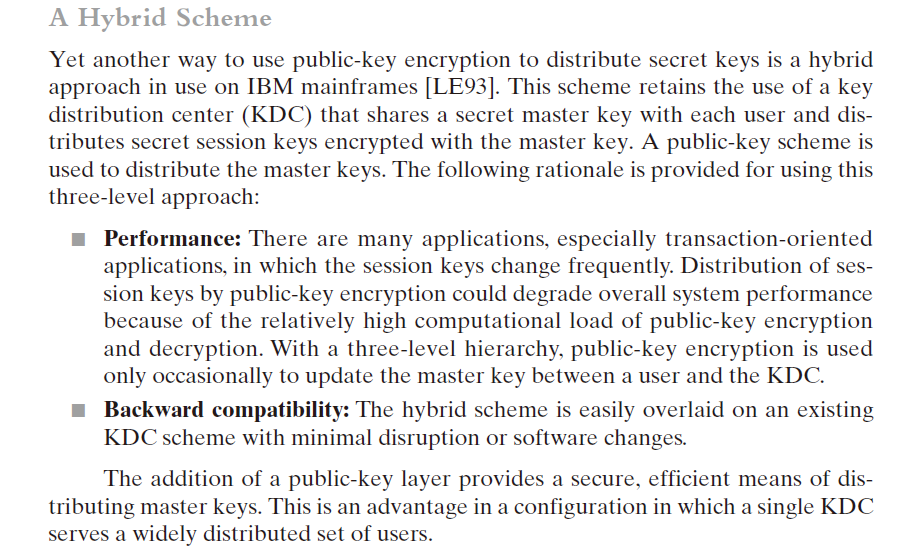 A Hybrid Scheme
Yet another way to use public-key encryption to distribute secret keys is a hybrid
approach in use on IBM mainframes [LE93]. This scheme retains the use of a key
distribution center (KDC) that shares a secret master key with each user and dis-
tributes secret session keys encrypted with the master key. A public-key scheme is
used to distribute the master keys. The following rationale is provided for using this
three-level approach:
■ Performance: There are many applications, especially transaction-oriented
applications, in which the session keys change frequently. Distribution of ses-
sion keys by public-key encryption could degrade overall system performance
because of the relatively high computational load of public-key encryption
and decryption. With a three-level hierarchy, public-key encryption is used
only occasionally to update the master key between a user and the KDC.
■ Backward compatibility: The hybrid scheme is easily overlaid on an existing
KDC scheme with minimal disruption or software changes.
The addition of a public-key layer provides a secure, efficient means of dis-
tributing master keys. This is an advantage in a configuration in which a single KDC
serves a widely distributed set of users.